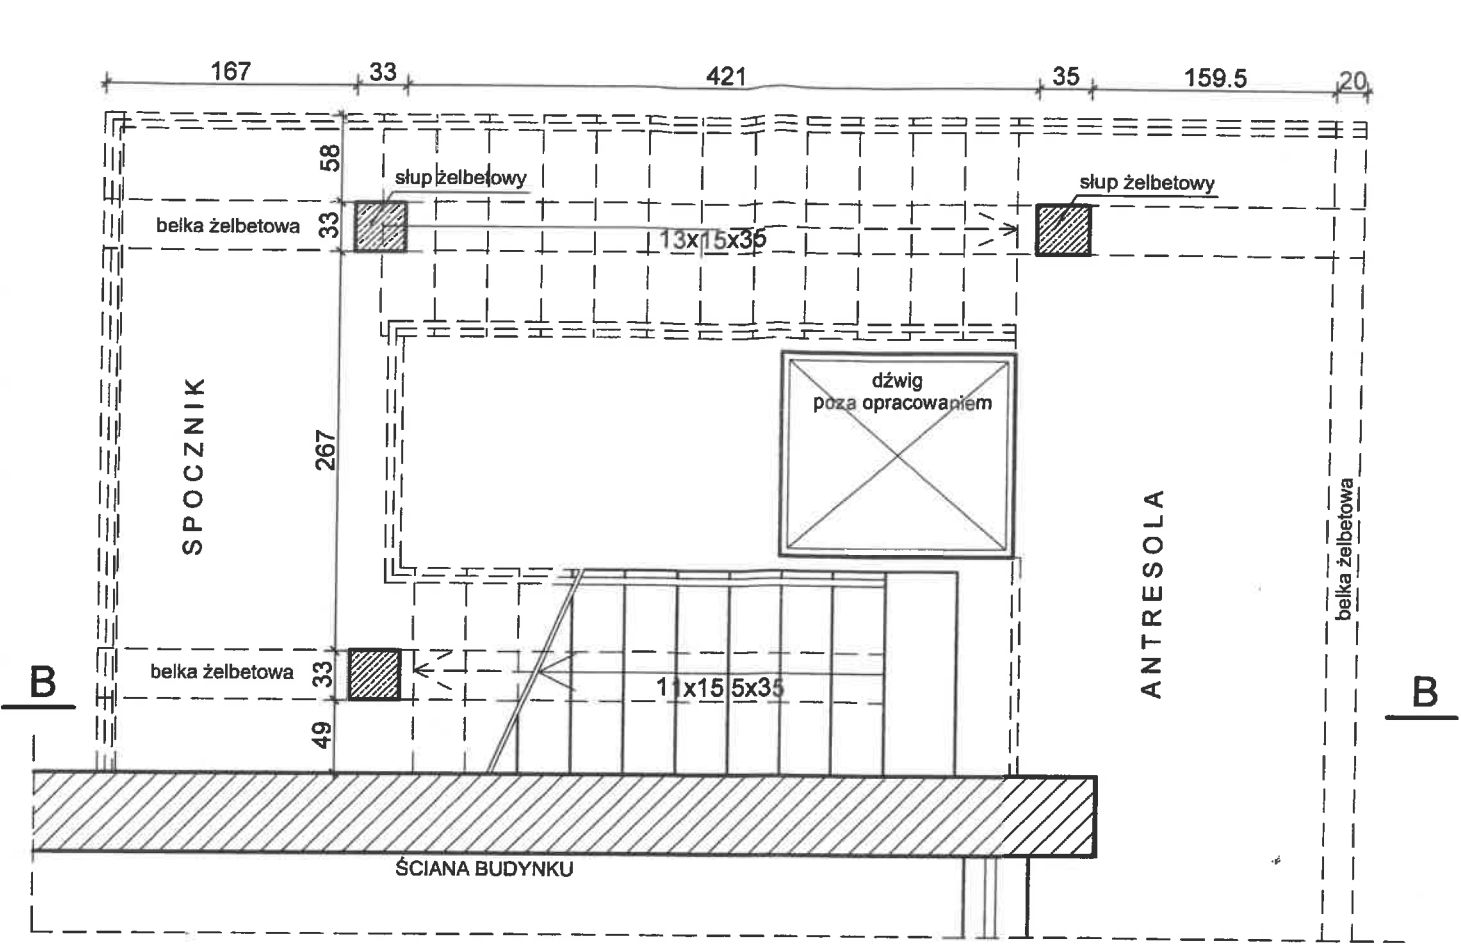 167 33 421 35 159.5 20
58
słup żelbetowy
słup żelbetowy
belka żelbetowa
33
13x15x35
SPOCZNIK
267
dźwig
poza opracowaniem
ANTRESOLA
belka żelbetowa
belka żelbetowa
33
11x15,5x35
B
B
49
ŚCIANA BUDYNKU